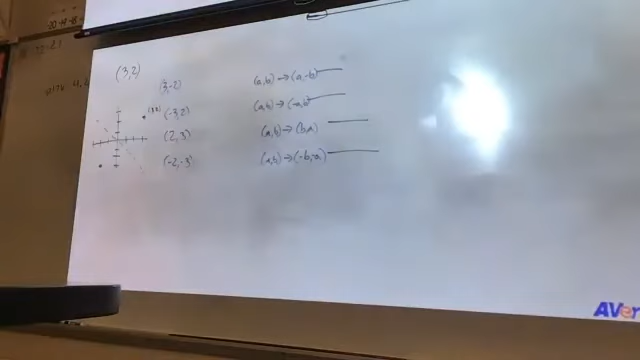 (3,2)
(3,-2)
(-3,2)
(2,3)
(-2,-3)
(a,b)→(a,-b)
(a,b)→(-a,b)
(a,b)→(b,a)
(a,b)→(-b,-a)
AVer